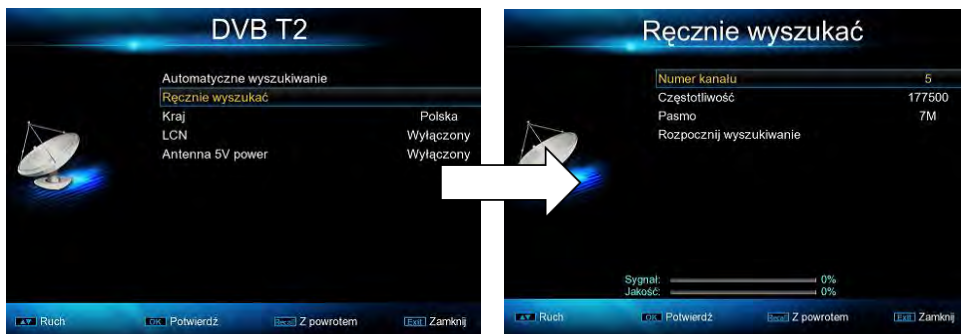 DVB T2
Automatyczne wyszukiwanie
Ręcznie wyszukać
Kraj Polska
LCN Wyłączony
Antenna 5V power Wyłączony
Ruch OK Potwierdź Recall Z powrotem Exit Zamknij
Ręcznie wyszukać
Numer kanału 5
Częstotliwość 177500
Pasmo 7M
Rozpocznij wyszukiwanie
Sygnał: 0%
Jakość: 0%
Ruch OK Potwierdź Recall Z powrotem Exit Zamknij